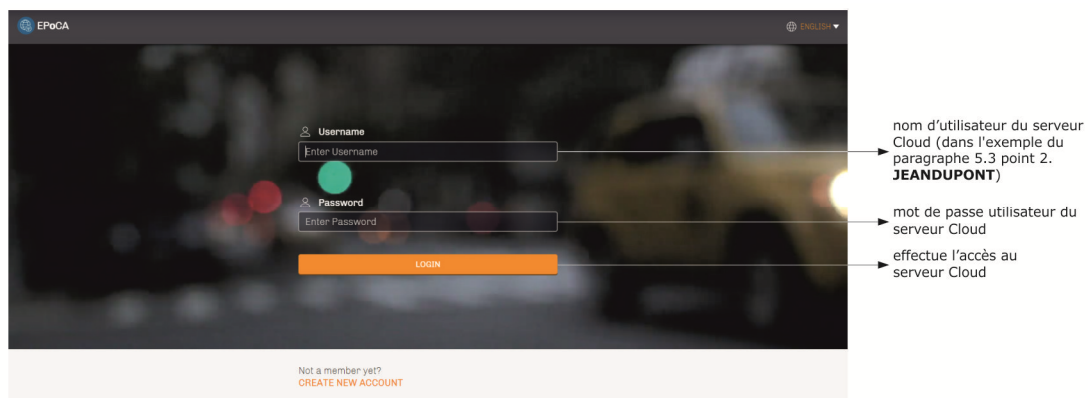 EPoCA
ENGLISH
Username
Enter Username
Password
Enter Password
LOGIN
Not a member yet?
CREATE NEW ACCOUNT
nom d'utilisateur du serveur
Cloud (dans l'exemple du
paragraphe 5.3 point 2.
JEANDUPONT)
mot de passe utilisateur du
serveur Cloud
effectue l'accès au
serveur Cloud